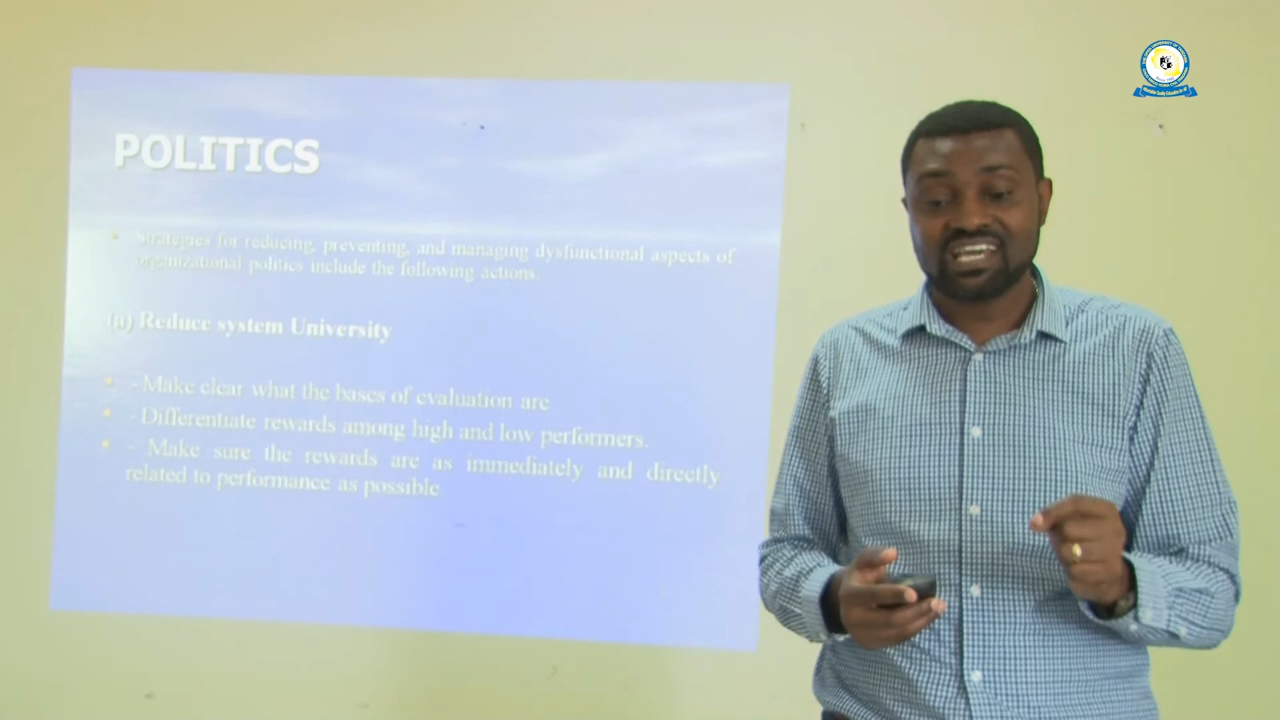 POLITICS
Strategies for reducing, preventing, and managing dysfunctional aspects of
organizational politics include the following actions.
(a) Reduce system University
- Make clear what the bases of evaluation are
- Differentiate rewards among high and low performers.
- Make sure the rewards are as immediately and directly
related to performance as possible